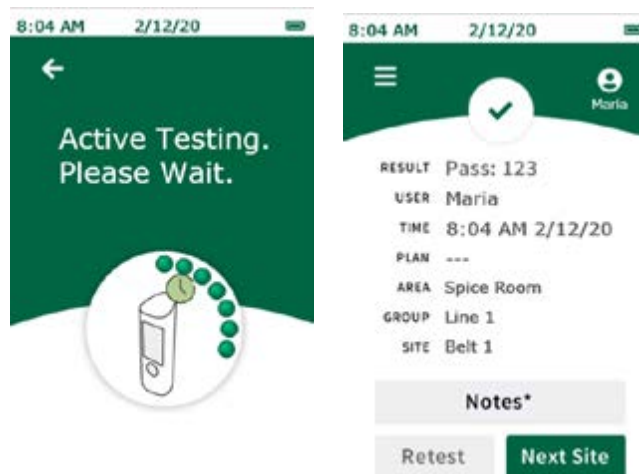 8:04 AM 2/12/20
Active Testing.
Please Wait.
8:04 AM 2/12/20
Maria
RESULT Pass: 123
USER Maria
TIME 8:04 AM 2/12/20
PLAN ---
AREA Spice Room
GROUP Line 1
SITE Belt 1
Notes*
Retest Next Site